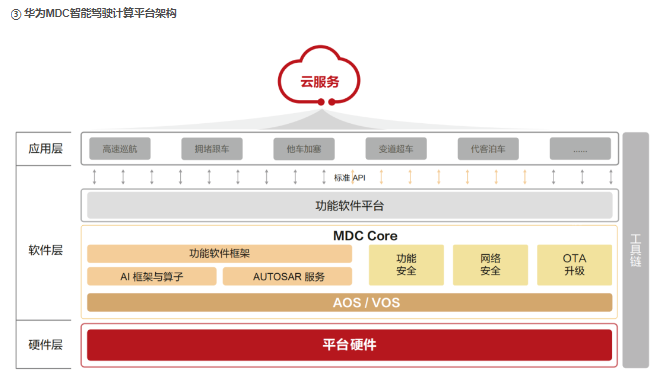 ③ 华为MDC智能驾驶计算平台架构
云服务
应用层
高速巡航
拥堵跟车
他车加塞
变道超车
代客泊车
......
标准 API
软件层
功能软件平台
MDC Core
功能软件框架
AI 框架与算子
AUTOSAR 服务
功能
安全
网络
安全
OTA
升级
AOS / VOS
硬件层
平台硬件
工具链